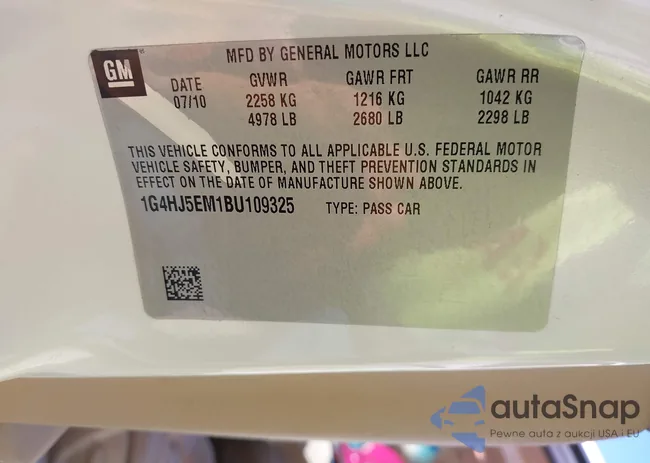 GM
MFD BY GENERAL MOTORS LLC
DATE GVWR GAWR FRT GAWR RR
07/10 2258 KG 1216 KG 1042 KG
4978 LB 2680 LB 2298 LB
THIS VEHICLE CONFORMS TO ALL APPLICABLE U.S. FEDERAL MOTOR
VEHICLE SAFETY, BUMPER, AND THEFT PREVENTION STANDARDS IN
EFFECT ON THE DATE OF MANUFACTURE SHOWN ABOVE.
1G4HJ5EM1BU109325 TYPE: PASS CAR
autaSnap
Pewne auta z aukcji USA i EU